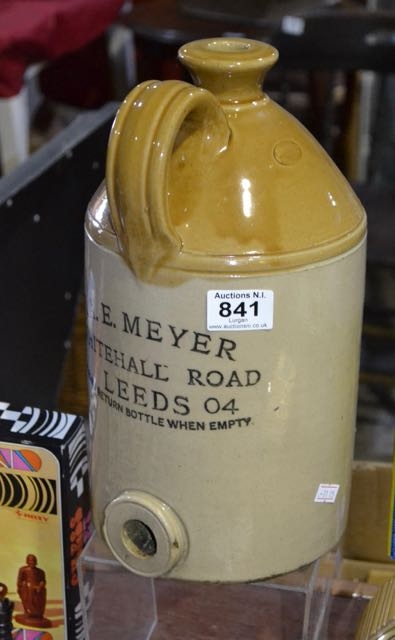 Auctions N.I.
841
Lurgan
www.auctionsni.co.uk
.E. MEYER
ITEHALL ROAD
LEEDS 04
RETURN BOTTLE WHEN EMPTY.